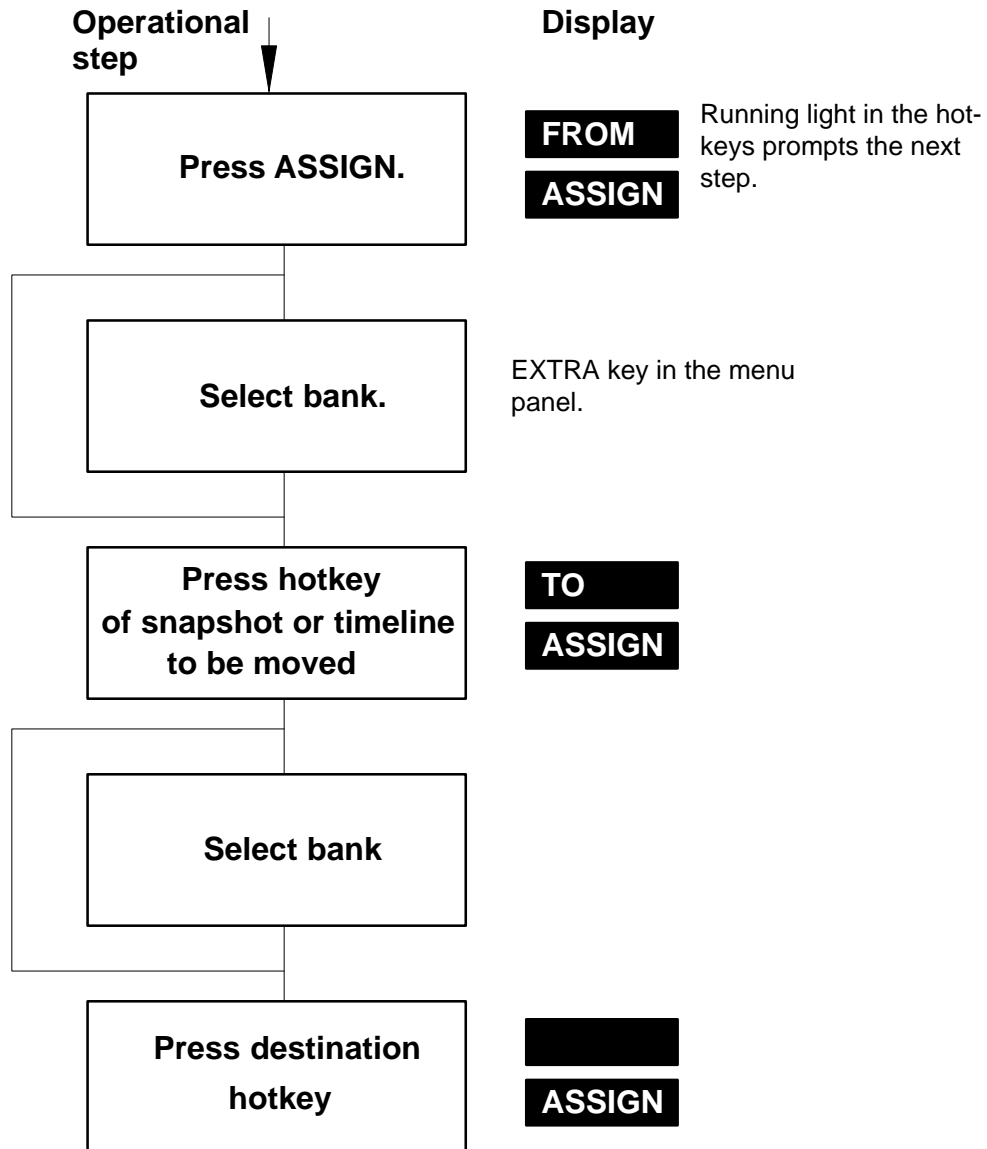 Operational
step
Display
Press ASSIGN.
FROM
ASSIGN
Running light in the hot-
keys prompts the next
step.
Select bank.
EXTRA key in the menu
panel.
Press hotkey
of snapshot or timeline
to be moved
TO
ASSIGN
Select bank
Press destination
hotkey
ASSIGN